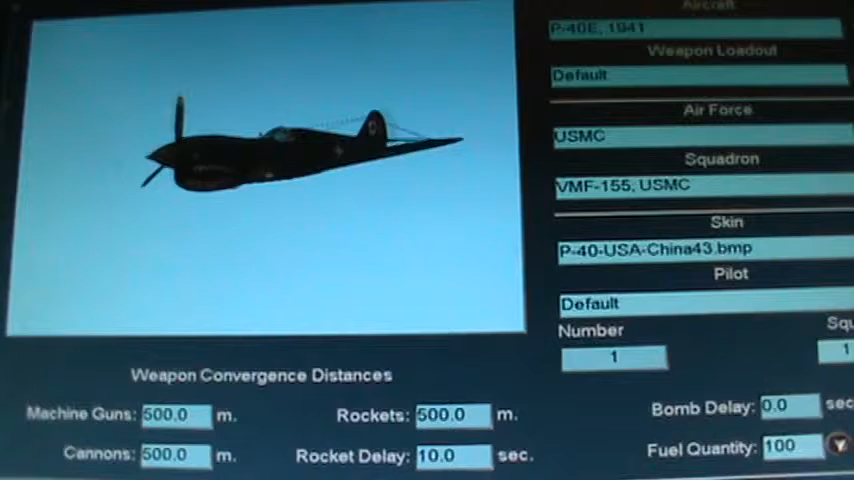 Aircraft
P-40E, 1941
Weapon Loadout
Default
Air Force
USMC
Squadron
VMF-155, USMC
Skin
P-40-USA-China43.bmp
Pilot
Default
Number
1
1
Weapon Convergence Distances
Machine Guns: 500.0 m. Rockets: 500.0 m. Bomb Delay: 0.0
Cannons: 500.0 m. Rocket Delay: 10.0 sec. Fuel Quantity: 100